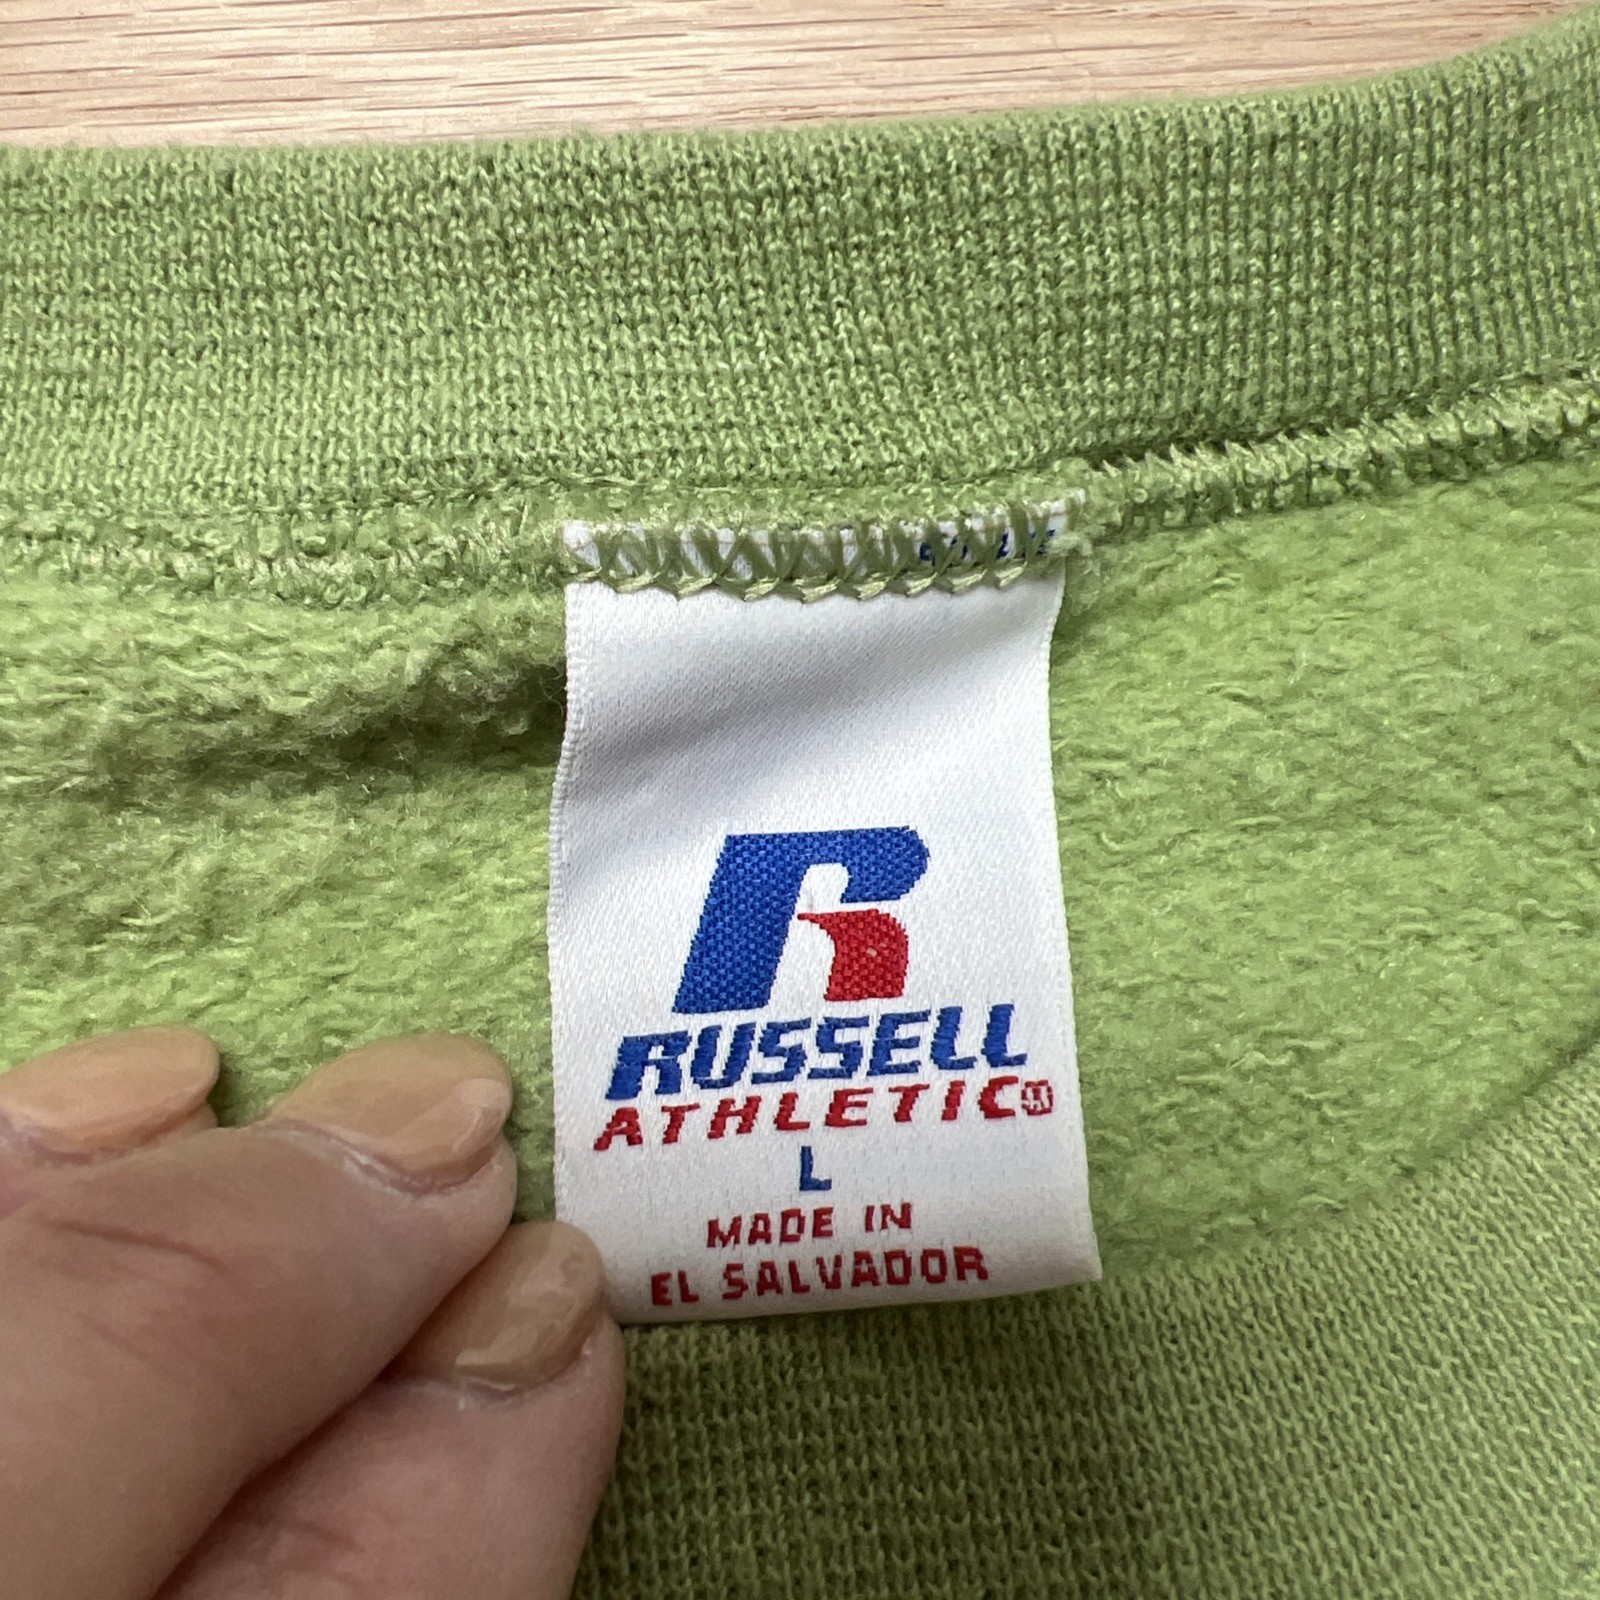 R
RUSSELL
ATHLETIC®
L
MADE IN
EL SALVADOR